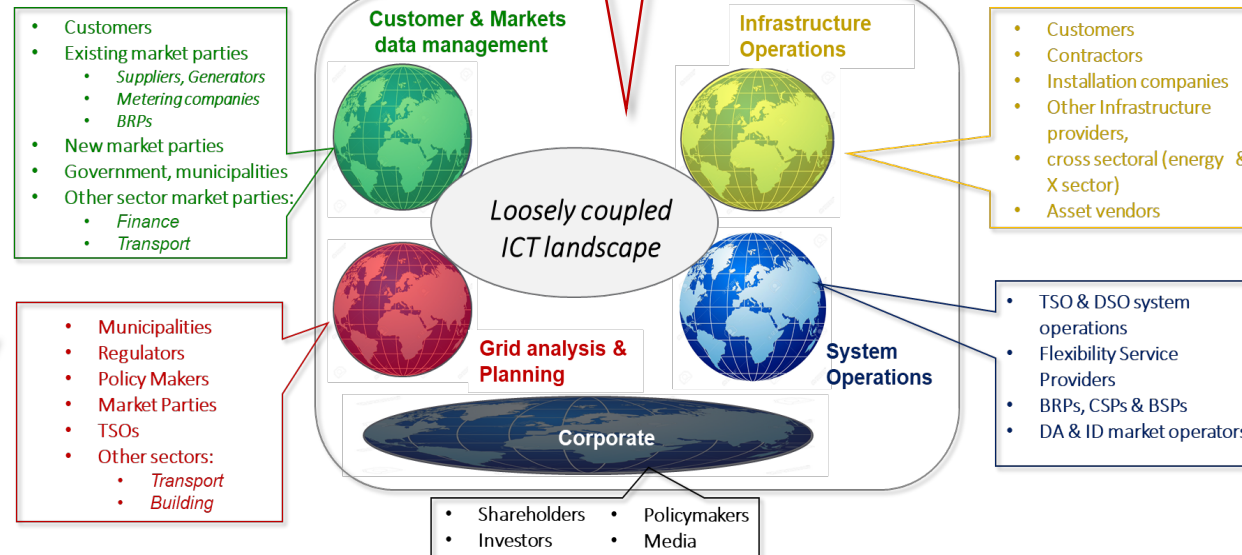 Customers
Existing market parties
Suppliers, Generators
Metering companies
BRPs
New market parties
Government, municipalities
Other sector market parties:
Finance
Transport
Customer & Markets
data management
Infrastructure
Operations
Customers
Contractors
Installation companies
Other Infrastructure
providers,
cross sectoral (energy &
X sector)
Asset vendors
Loosely coupled
ICT landscape
Municipalities
Regulators
Policy Makers
Market Parties
TSOs
Other sectors:
Transport
Building
Grid analysis &
Planning
System
Operations
TSO & DSO system
operations
Flexibility Service
Providers
BRPs, CSPs & BSPs
DA & ID market operators
Corporate
Shareholders
Investors
Policymakers
Media